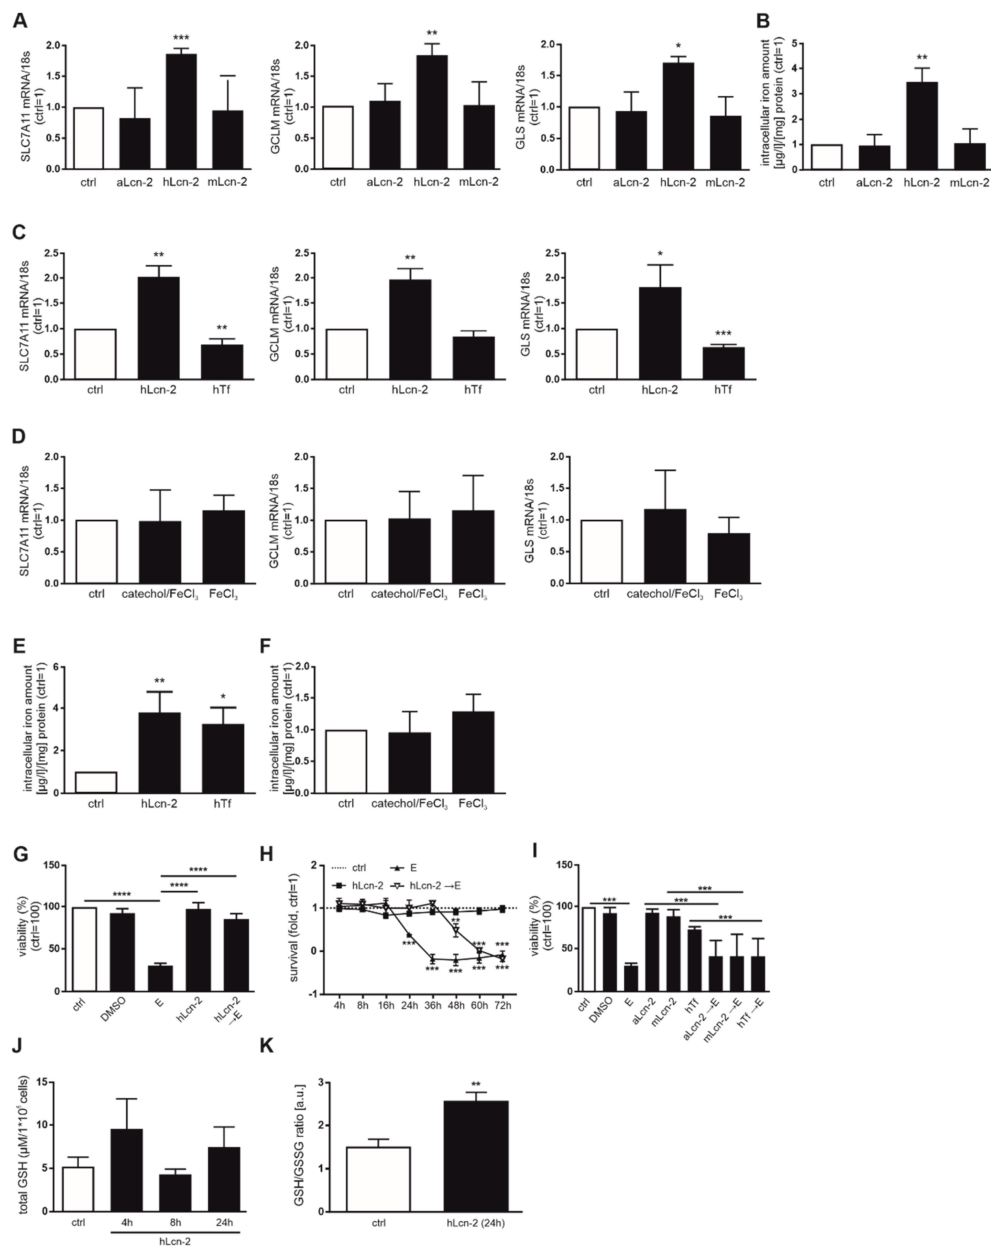 A
SLC7A11 mRNA/18s
(ctrl=1)
2.0
1.5
1.0
0.5
0.0
***
ctrl aLcn-2 hLcn-2 mLcn-2
GCLM mRNA/18s
(ctrl=1)
2.0
1.5
1.0
0.5
0.0
**
ctrl aLcn-2 hLcn-2 mLcn-2
GLS mRNA/18s
(ctrl=1)
2.0
1.5
1.0
0.5
0.0
*
ctrl aLcn-2 hLcn-2 mLcn-2
B
intracellular iron amount
[µg/l]/[mg] protein (ctrl=1)
5
4
3
2
1
0
**
ctrl aLcn-2 hLcn-2 mLcn-2
C
SLC7A11 mRNA/18s
(ctrl=1)
2.5
2.0
1.5
1.0
0.5
0.0
**
**
ctrl hLcn-2 hTf
GCLM mRNA/18s
(ctrl=1)
2.5
2.0
1.5
1.0
0.5
0.0
**
ctrl hLcn-2 hTf
GLS mRNA/18s
(ctrl=1)
2.5
2.0
1.5
1.0
0.5
0.0
*
***
ctrl hLcn-2 hTf
D
SLC7A11 mRNA/18s
(ctrl=1)
2.0
1.5
1.0
0.5
0.0
ctrl catechol/FeCl₃ FeCl₃
GCLM mRNA/18s
(ctrl=1)
2.0
1.5
1.0
0.5
0.0
ctrl catechol/FeCl₃ FeCl₃
GLS mRNA/18s
(ctrl=1)
2.0
1.5
1.0
0.5
0.0
ctrl catechol/FeCl₃ FeCl₃
E
intracellular iron amount
[µg/l]/[mg] protein (ctrl=1)
6
4
2
0
**
*
ctrl hLcn-2 hTf
F
intracellular iron amount
[µg/l]/[mg] protein (ctrl=1)
2.0
1.5
1.0
0.5
0.0
ctrl catechol/FeCl₃ FeCl₃
G
viability (%)
(ctrl=100)
150
100
50
0
****
****
****
ctrl DMSO E hLcn-2 hLcn-2
→E
H
survival (fold, ctrl=1)
2
1
0
-1
ctrl E
hLcn-2 hLcn-2 →E
**
***
*** ***
*** *** *** ***
4h 8h 16h 24h 36h 48h 60h 72h
I
viability (%)
(ctrl=100)
150
100
50
0
***
***
***
***
ctrl DMSO E aLcn-2 mLcn-2 hTf aLcn-2 →E mLcn-2 →E hTf →E
J
total GSH (µM/1*10⁶ cells)
15
10
5
0
ctrl 4h 8h 24h
hLcn-2
K
GSH/GSSG ratio [a.u.]
3
2
1
0
**
ctrl hLcn-2 (24h)